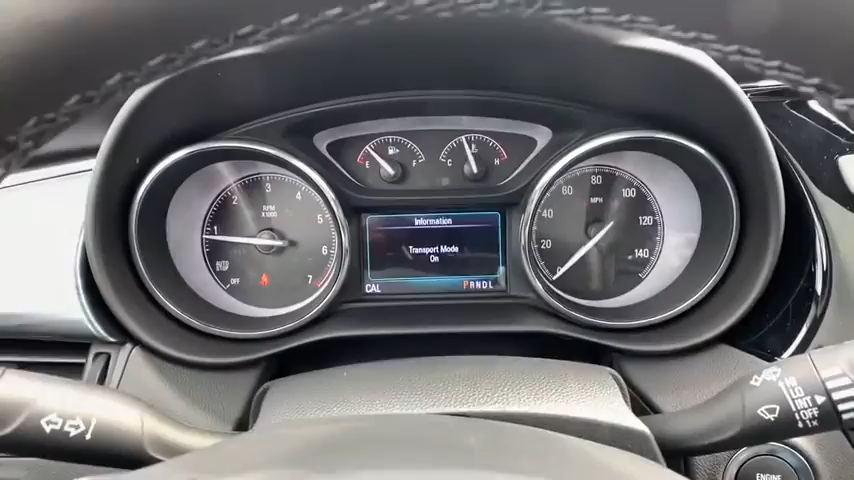 E F
C H
1 2 3 4 5 6 7
RPM
X1000
AUTO
STOP
OFF
Information
Transport Mode
On
CAL PRNDL
0 20 40 60 80 100 120 140
MPH
HI
LO
INT
OFF
1x
ENGINE